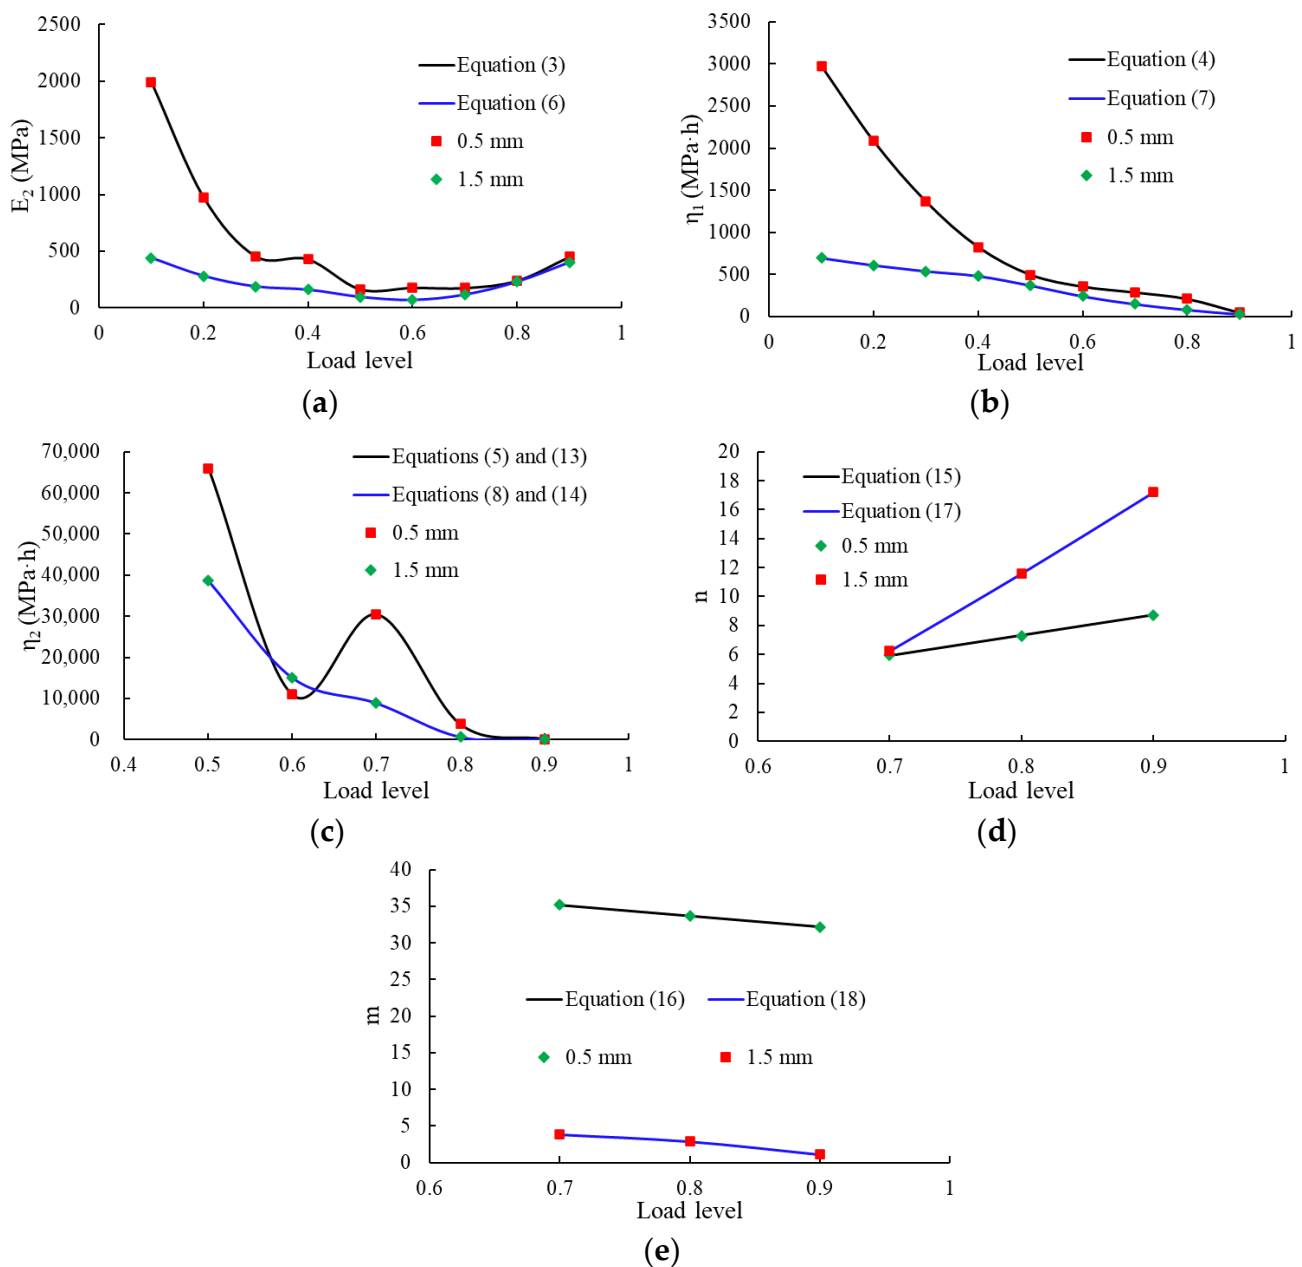 2500
2000
1500
1000
500
0
E₂ (MPa)
Equation (3)
Equation (6)
0.5 mm
1.5 mm
0 0.2 0.4 0.6 0.8 1
Load level
(a)
3500
3000
2500
2000
1500
1000
500
0
η₁ (MPa·h)
Equation (4)
Equation (7)
0.5 mm
1.5 mm
0 0.2 0.4 0.6 0.8 1
Load level
(b)
70,000
60,000
50,000
40,000
30,000
20,000
10,000
0
η₂ (MPa·h)
Equations (5) and (13)
Equations (8) and (14)
0.5 mm
1.5 mm
0.4 0.5 0.6 0.7 0.8 0.9 1
Load level
(c)
20
18
16
14
12
10
8
6
4
2
0
n
Equation (15)
Equation (17)
0.5 mm
1.5 mm
0.6 0.7 0.8 0.9 1
Load level
(d)
40
35
30
25
20
15
10
5
0
m
Equation (16) Equation (18)
0.5 mm 1.5 mm
0.6 0.7 0.8 0.9 1
Load level
(e)